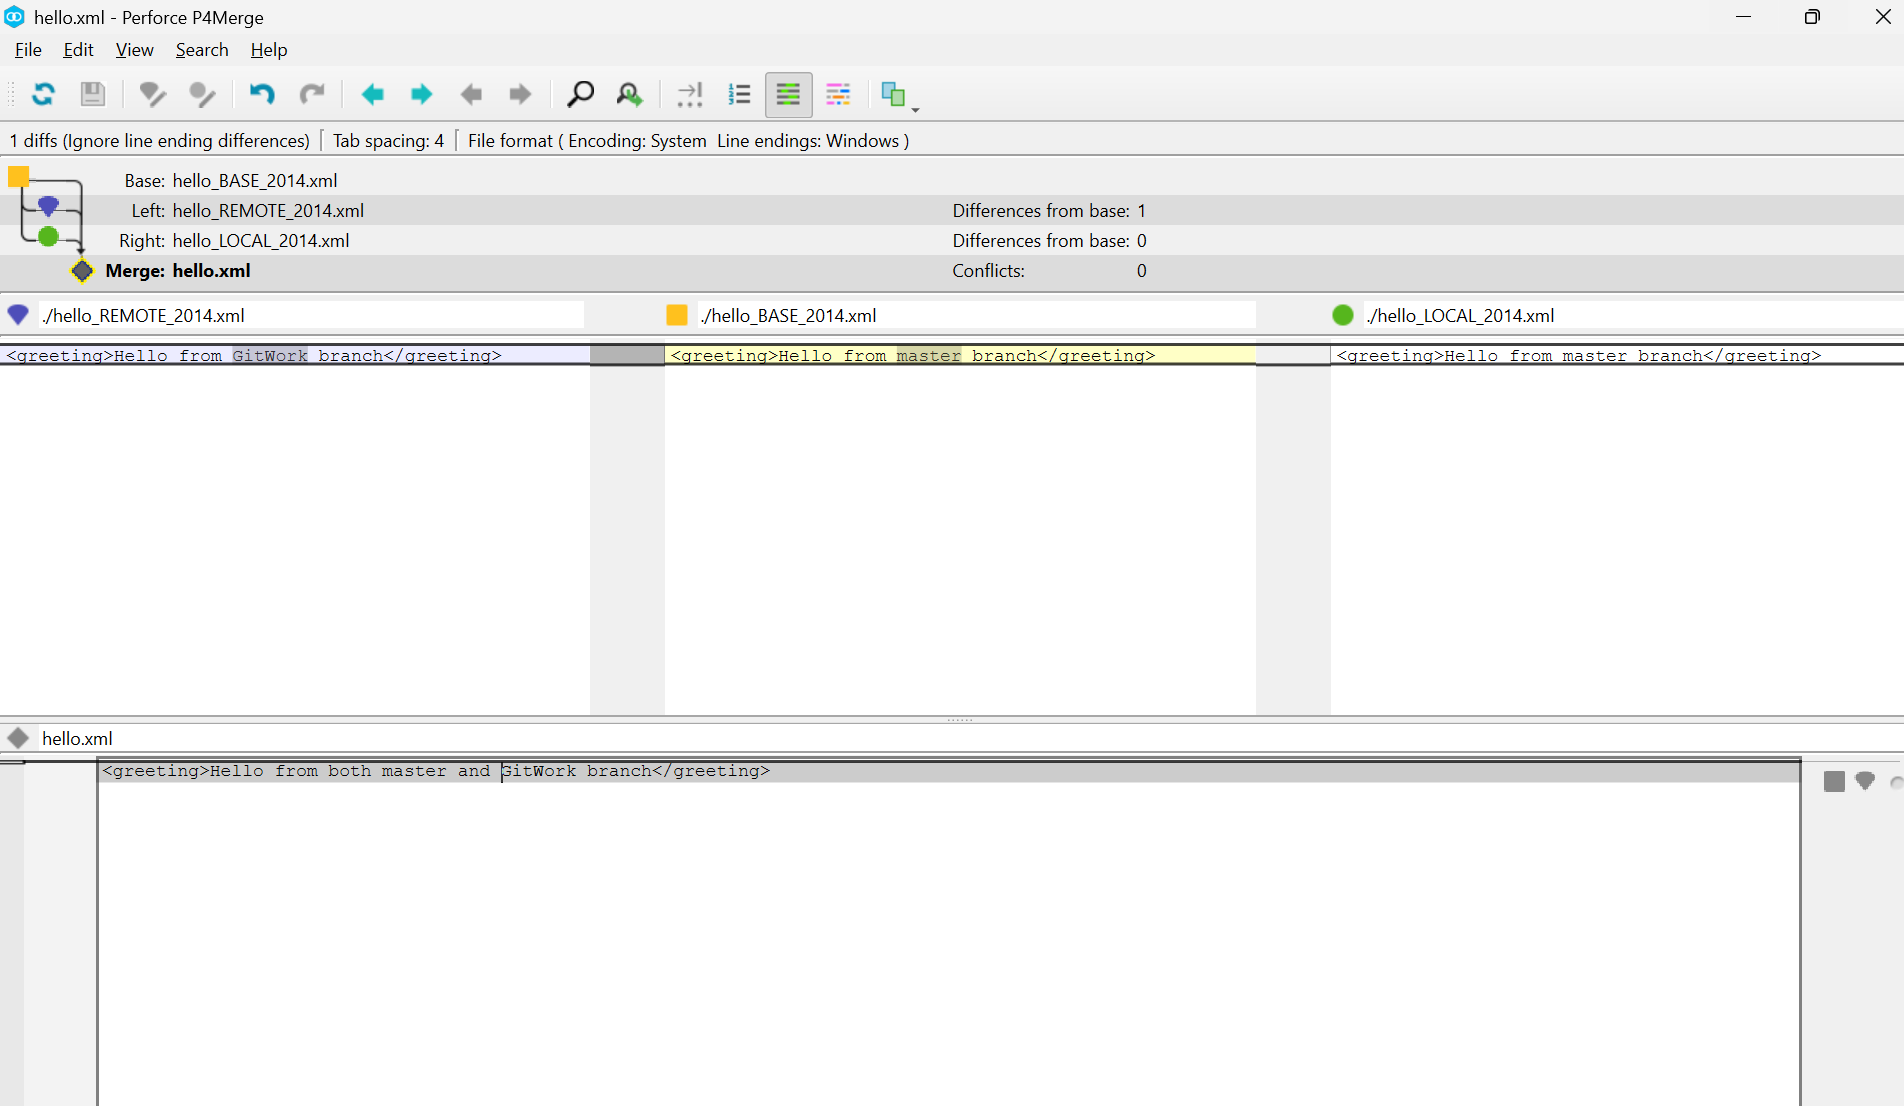 hello.xml - Perforce P4Merge
File Edit View Search Help
1 diffs (Ignore line ending differences) Tab spacing: 4 File format ( Encoding: System Line endings: Windows )
Base: hello_BASE_2014.xml
Left: hello_REMOTE_2014.xml Differences from base: 1
Right: hello_LOCAL_2014.xml Differences from base: 0
Merge: hello.xml Conflicts: 0
./hello_REMOTE_2014.xml ./hello_BASE_2014.xml ./hello_LOCAL_2014.xml
<greeting>Hello from GitWork branch</greeting> <greeting>Hello from master branch</greeting> <greeting>Hello from master branch</greeting>
hello.xml
<greeting>Hello from both master and GitWork branch</greeting>